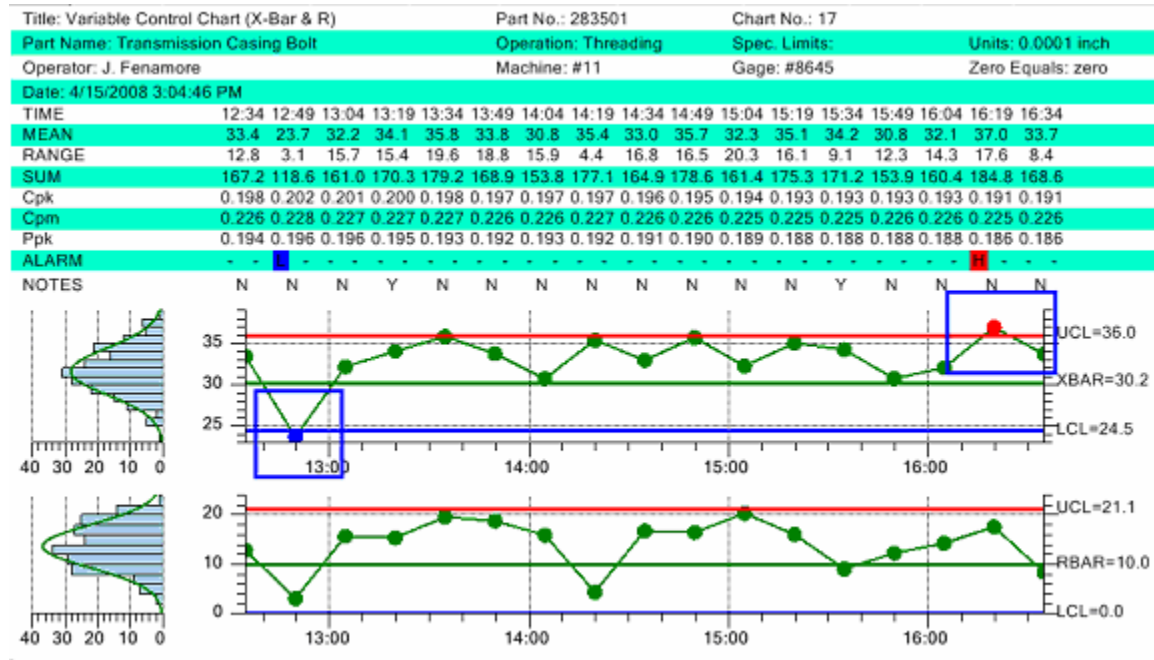 Title: Variable Control Chart (X-Bar & R) Part No.: 283501 Chart No.: 17
Part Name: Transmission Casing Bolt Operation: Threading Spec. Limits: Units: 0.0001 inch
Operator: J. Fenamore Machine: #11 Gage: #8645 Zero Equals: zero
Date: 4/15/2008 3:04:46 PM
TIME 12:34 12:49 13:04 13:19 13:34 13:49 14:04 14:19 14:34 14:49 15:04 15:19 15:34 15:49 16:04 16:19 16:34
MEAN 33.4 23.7 32.2 34.1 35.8 33.8 30.8 35.4 33.0 35.7 32.3 35.1 34.2 30.8 32.1 37.0 33.7
RANGE 12.8 3.1 15.7 15.4 19.6 18.8 15.9 4.4 16.8 16.5 20.3 16.1 9.1 12.3 14.3 17.6 8.4
SUM 167.2 118.6 161.0 170.3 179.2 168.9 153.8 177.1 164.9 178.6 161.4 175.3 171.2 153.9 160.4 184.8 168.6
Cpk 0.198 0.202 0.201 0.200 0.198 0.197 0.197 0.197 0.196 0.195 0.194 0.193 0.193 0.193 0.193 0.191 0.191
Cpm 0.226 0.228 0.227 0.227 0.227 0.226 0.226 0.227 0.226 0.226 0.225 0.225 0.225 0.226 0.226 0.225 0.226
Ppk 0.194 0.196 0.196 0.195 0.193 0.192 0.193 0.192 0.191 0.190 0.189 0.188 0.188 0.188 0.188 0.186 0.186
ALARM - - L - - - - - - - - - - - - - - - - - - - - - - - - - - - H - -
NOTES N N N Y N N N N N N N N Y N N N N
35 UCL=36.0
30 XBAR=30.2
25 LCL=24.5
40 30 20 10 0 13:00 14:00 15:00 16:00
20 UCL=21.1
10 RBAR=10.0
0 LCL=0.0
40 30 20 10 0 13:00 14:00 15:00 16:00